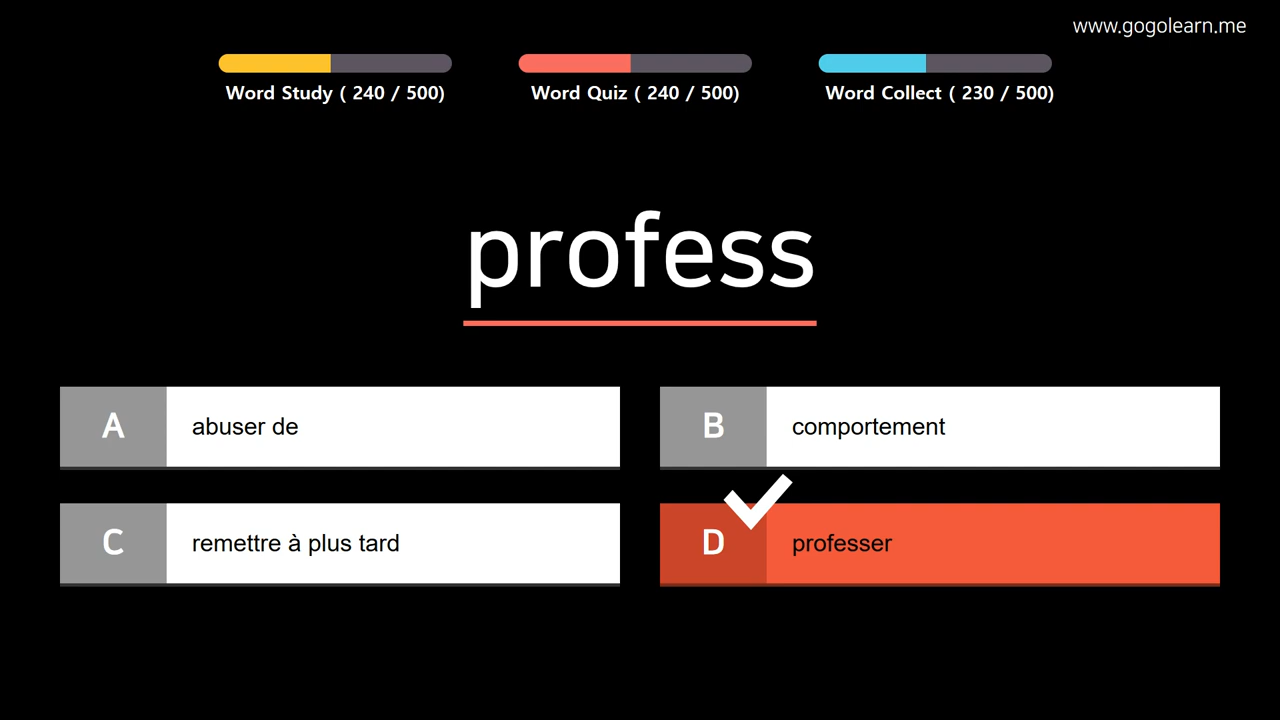 www.gogolearn.me
Word Study ( 240 / 500)
Word Quiz ( 240 / 500)
Word Collect ( 230 / 500)
profess
A abuser de
B comportement
C remettre à plus tard
D professer